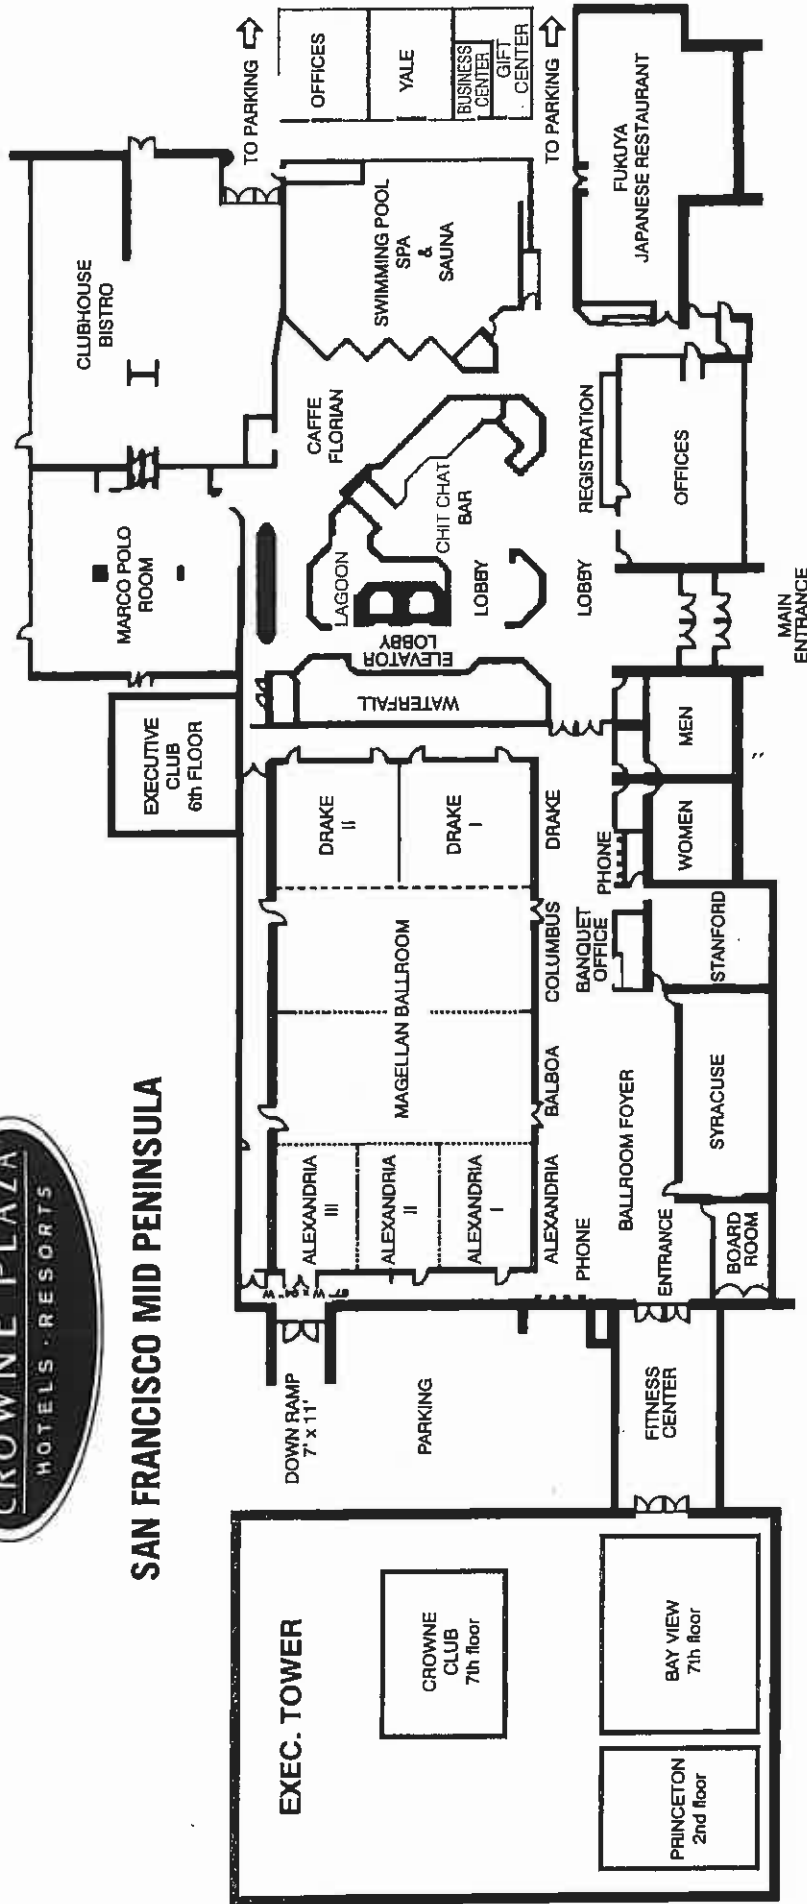 CROWNE PLAZA
HOTELS · RESORTS
SAN FRANCISCO MID PENINSULA
EXEC. TOWER
CROWNE
CLUB
7th floor
PRINCETON
2nd floor
BAY VIEW
7th floor
DOWN RAMP
7' x 11'
PARKING
FITNESS
CENTER
ENTRANCE
BOARD
ROOM
PHONE
BALLROOM FOYER
SYRACUSE
STANFORD
ALEXANDRIA
III
ALEXANDRIA
II
ALEXANDRIA
I
MAGELLAN BALLROOM
DRAKE
II
DRAKE
I
ALEXANDRIA
BALBOA
COLUMBUS
DRAKE
BANQUET
OFFICE
PHONE
WOMEN
MEN
EXECUTIVE
CLUB
6th FLOOR
MARCO POLO
ROOM
CLUBHOUSE
BISTRO
WATERFALL
ELEVATOR
LOBBY
LAGOON
CHIT CHAT
BAR
LOBBY
LOBBY
CAFFE
FLORIAN
REGISTRATION
OFFICES
MAIN
ENTRANCE
SWIMMING POOL
SPA
&
SAUNA
FUKUYA
JAPANESE RESTAURANT
TO PARKING
OFFICES
YALE
BUSINESS
CENTER
GIFT
CENTER
TO PARKING